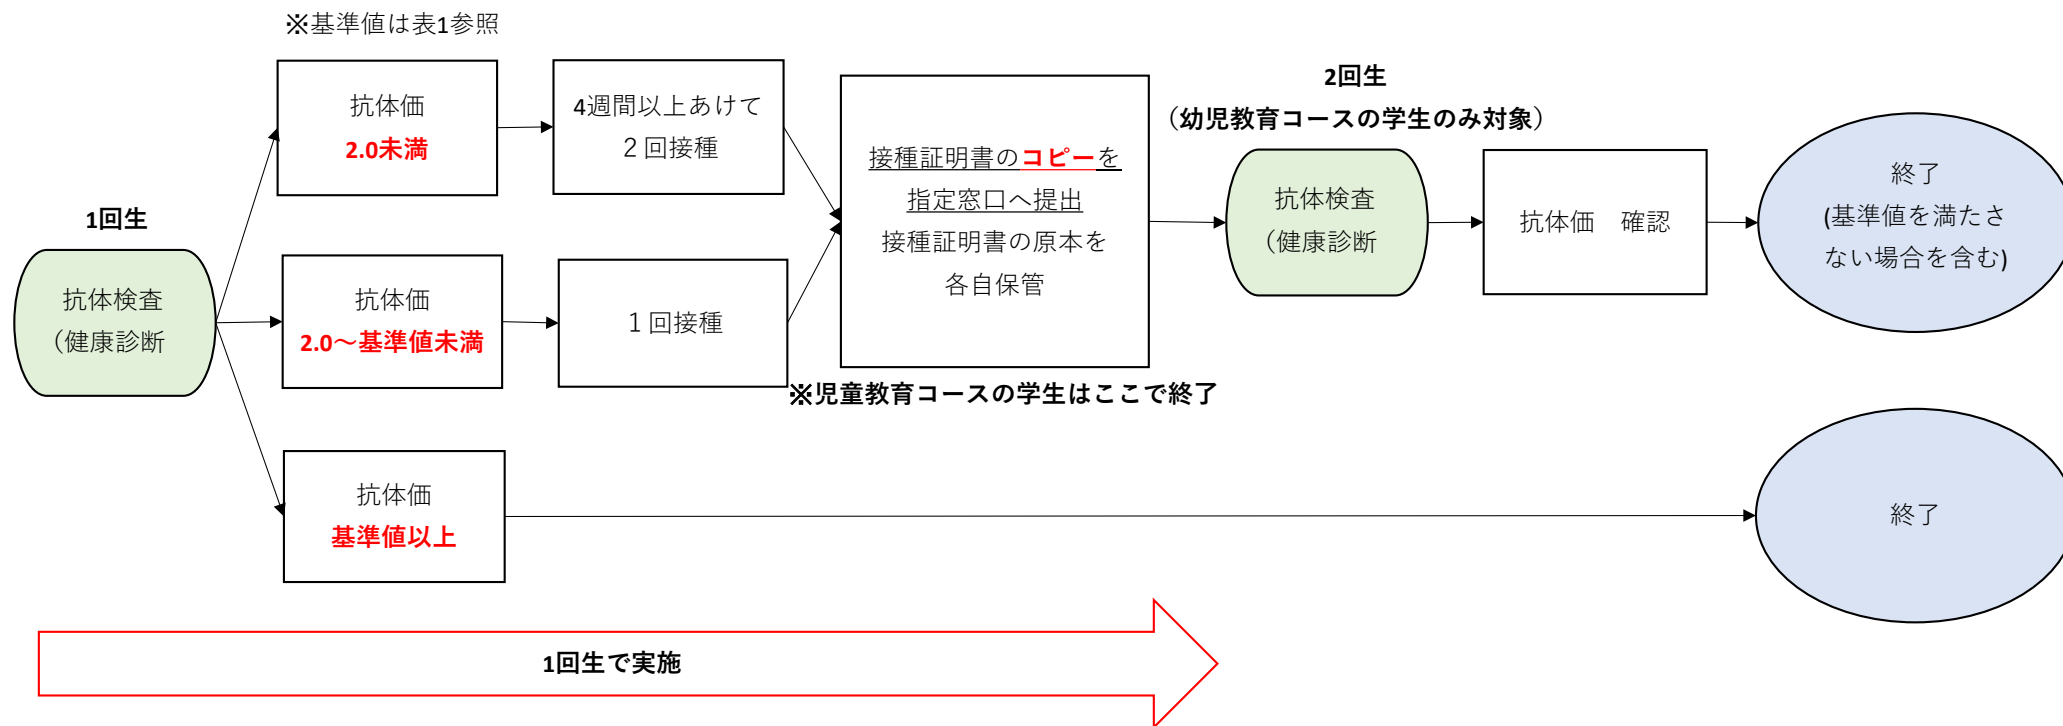 ※基準値は表1参照
1回生
抗体検査
(健康診断
抗体価
2.0未満
4週間以上あけて
２回接種
抗体価
2.0～基準値未満
１回接種
抗体価
基準値以上
接種証明書のコピーを
指定窓口へ提出
接種証明書の原本を
各自保管
※児童教育コースの学生はここで終了
2回生
（幼児教育コースの学生のみ対象）
抗体検査
(健康診断
抗体価　確認
終了
(基準値を満たさ
ない場合を含む)
終了
1回生で実施